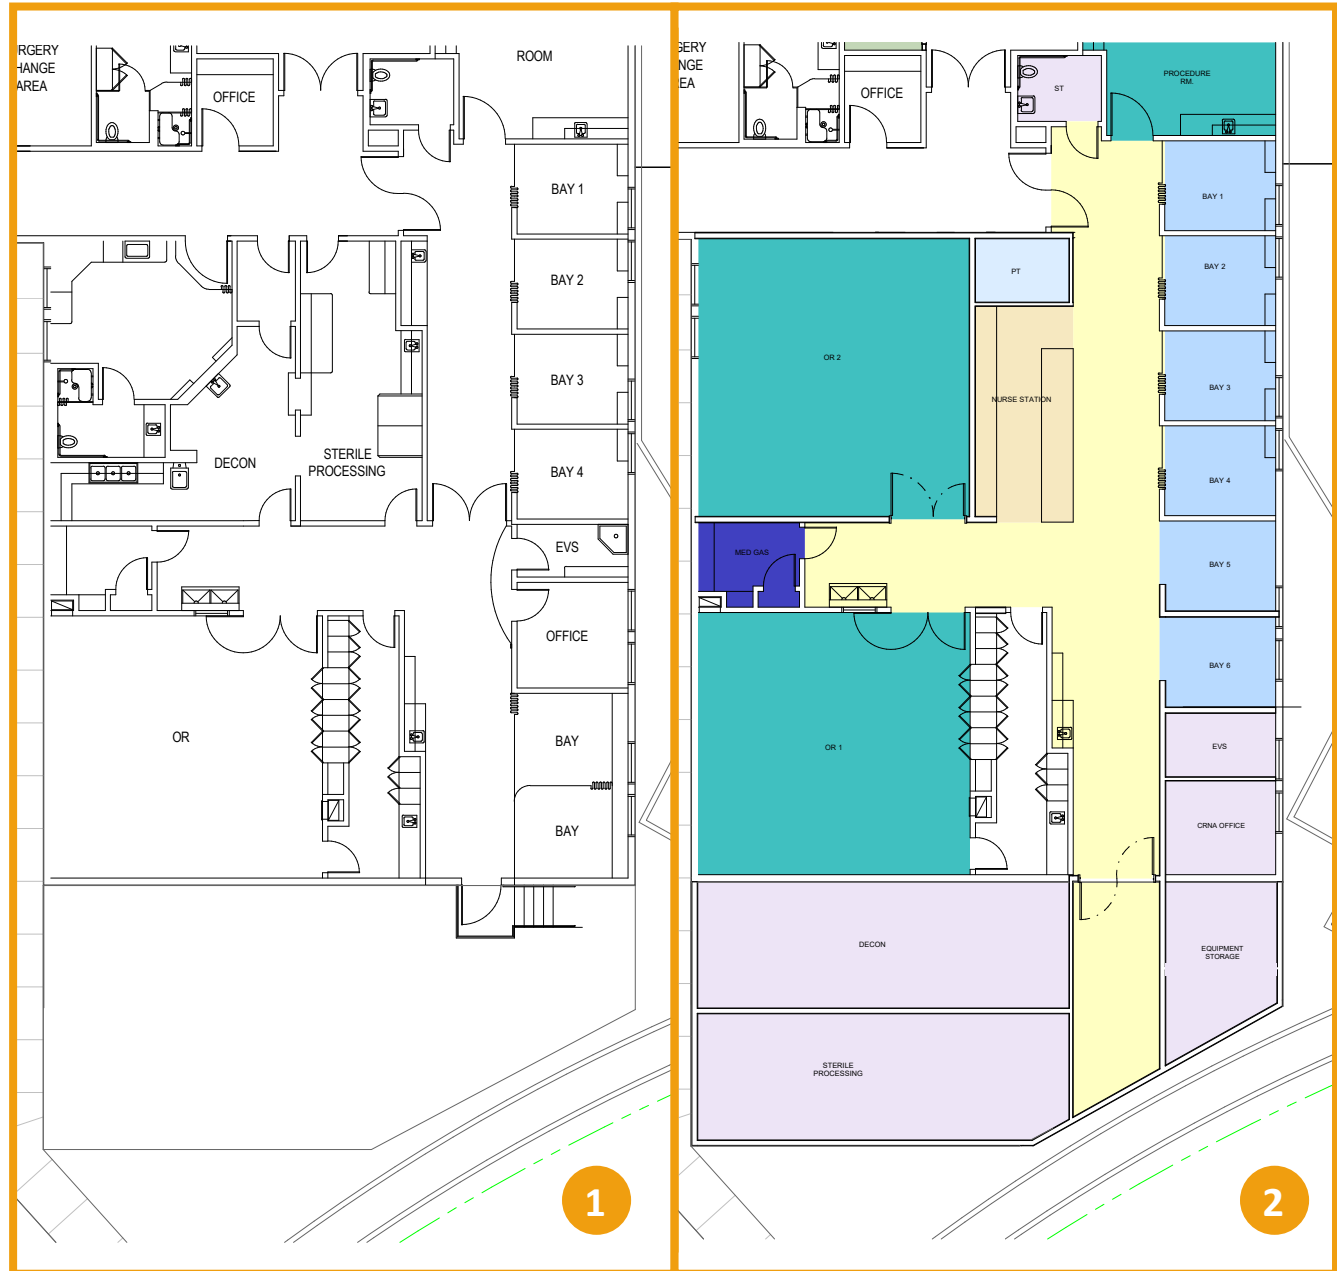 RGERY
HANGE
AREA
OFFICE
ROOM
BAY 1
BAY 2
BAY 3
BAY 4
DECON
STERILE
PROCESSING
EVS
OFFICE
OR
BAY
BAY
1
GERY
NGE
EA
OFFICE
ST
PROCEDURE
RM.
BAY 1
PT
BAY 2
OR 2
NURSE STATION
BAY 3
BAY 4
MED GAS
BAY 5
BAY 6
OR 1
EVS
CRNA OFFICE
DECON
EQUIPMENT
STORAGE
STERILE
PROCESSING
2